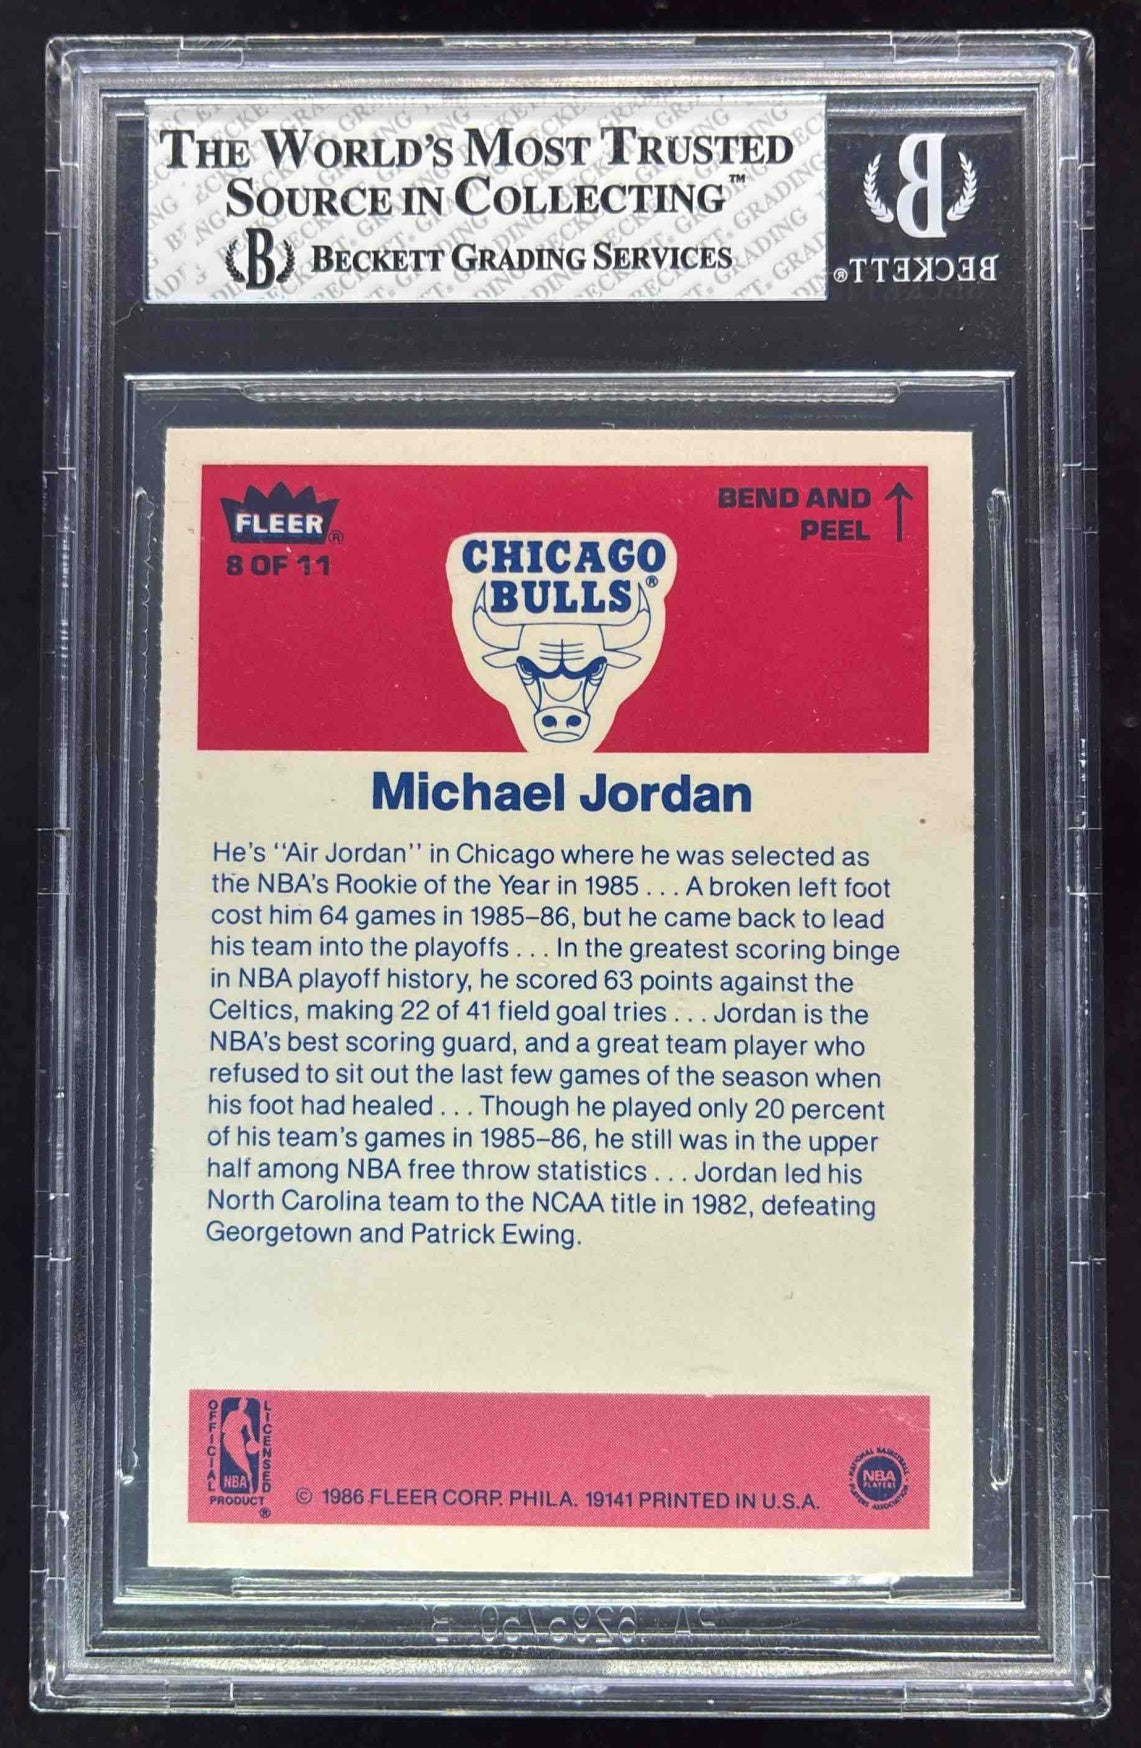 THE WORLD'S MOST TRUSTED
SOURCE IN COLLECTING™
B BECKETT GRADING SERVICES
B
BECKETT®
FLEER®
8 OF 11
BEND AND
PEEL
CHICAGO
BULLS®
Michael Jordan
He's "Air Jordan" in Chicago where he was selected as
the NBA's Rookie of the Year in 1985 . . . A broken left foot
cost him 64 games in 1985–86, but he came back to lead
his team into the playoffs . . . In the greatest scoring binge
in NBA playoff history, he scored 63 points against the
Celtics, making 22 of 41 field goal tries . . . Jordan is the
NBA's best scoring guard, and a great team player who
refused to sit out the last few games of the season when
his foot had healed . . . Though he played only 20 percent
of his team's games in 1985–86, he still was in the upper
half among NBA free throw statistics . . . Jordan led his
North Carolina team to the NCAA title in 1982, defeating
Georgetown and Patrick Ewing.
OFFICIAL
LICENSED
NBA
PRODUCT
®
© 1986 FLEER CORP. PHILA. 19141 PRINTED IN U.S.A.
NATIONAL BASKETBALL
NBA
PLAYERS
PLAYERS ASSOCIATION